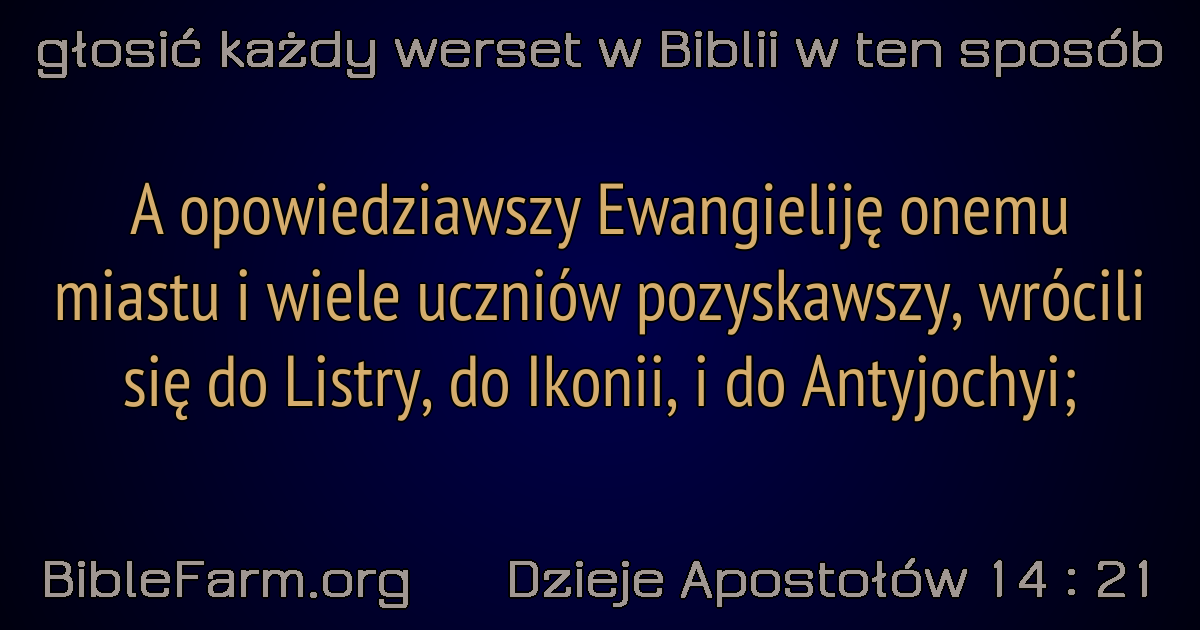 głosić każdy werset w Biblii w ten sposób
A opowiedziawszy Ewangieliję onemu
miastu i wiele uczniów pozyskawszy, wrócili
się do Listry, do Ikonii, i do Antyjochyi;
BibleFarm.org Dzieje Apostołów 14 : 21